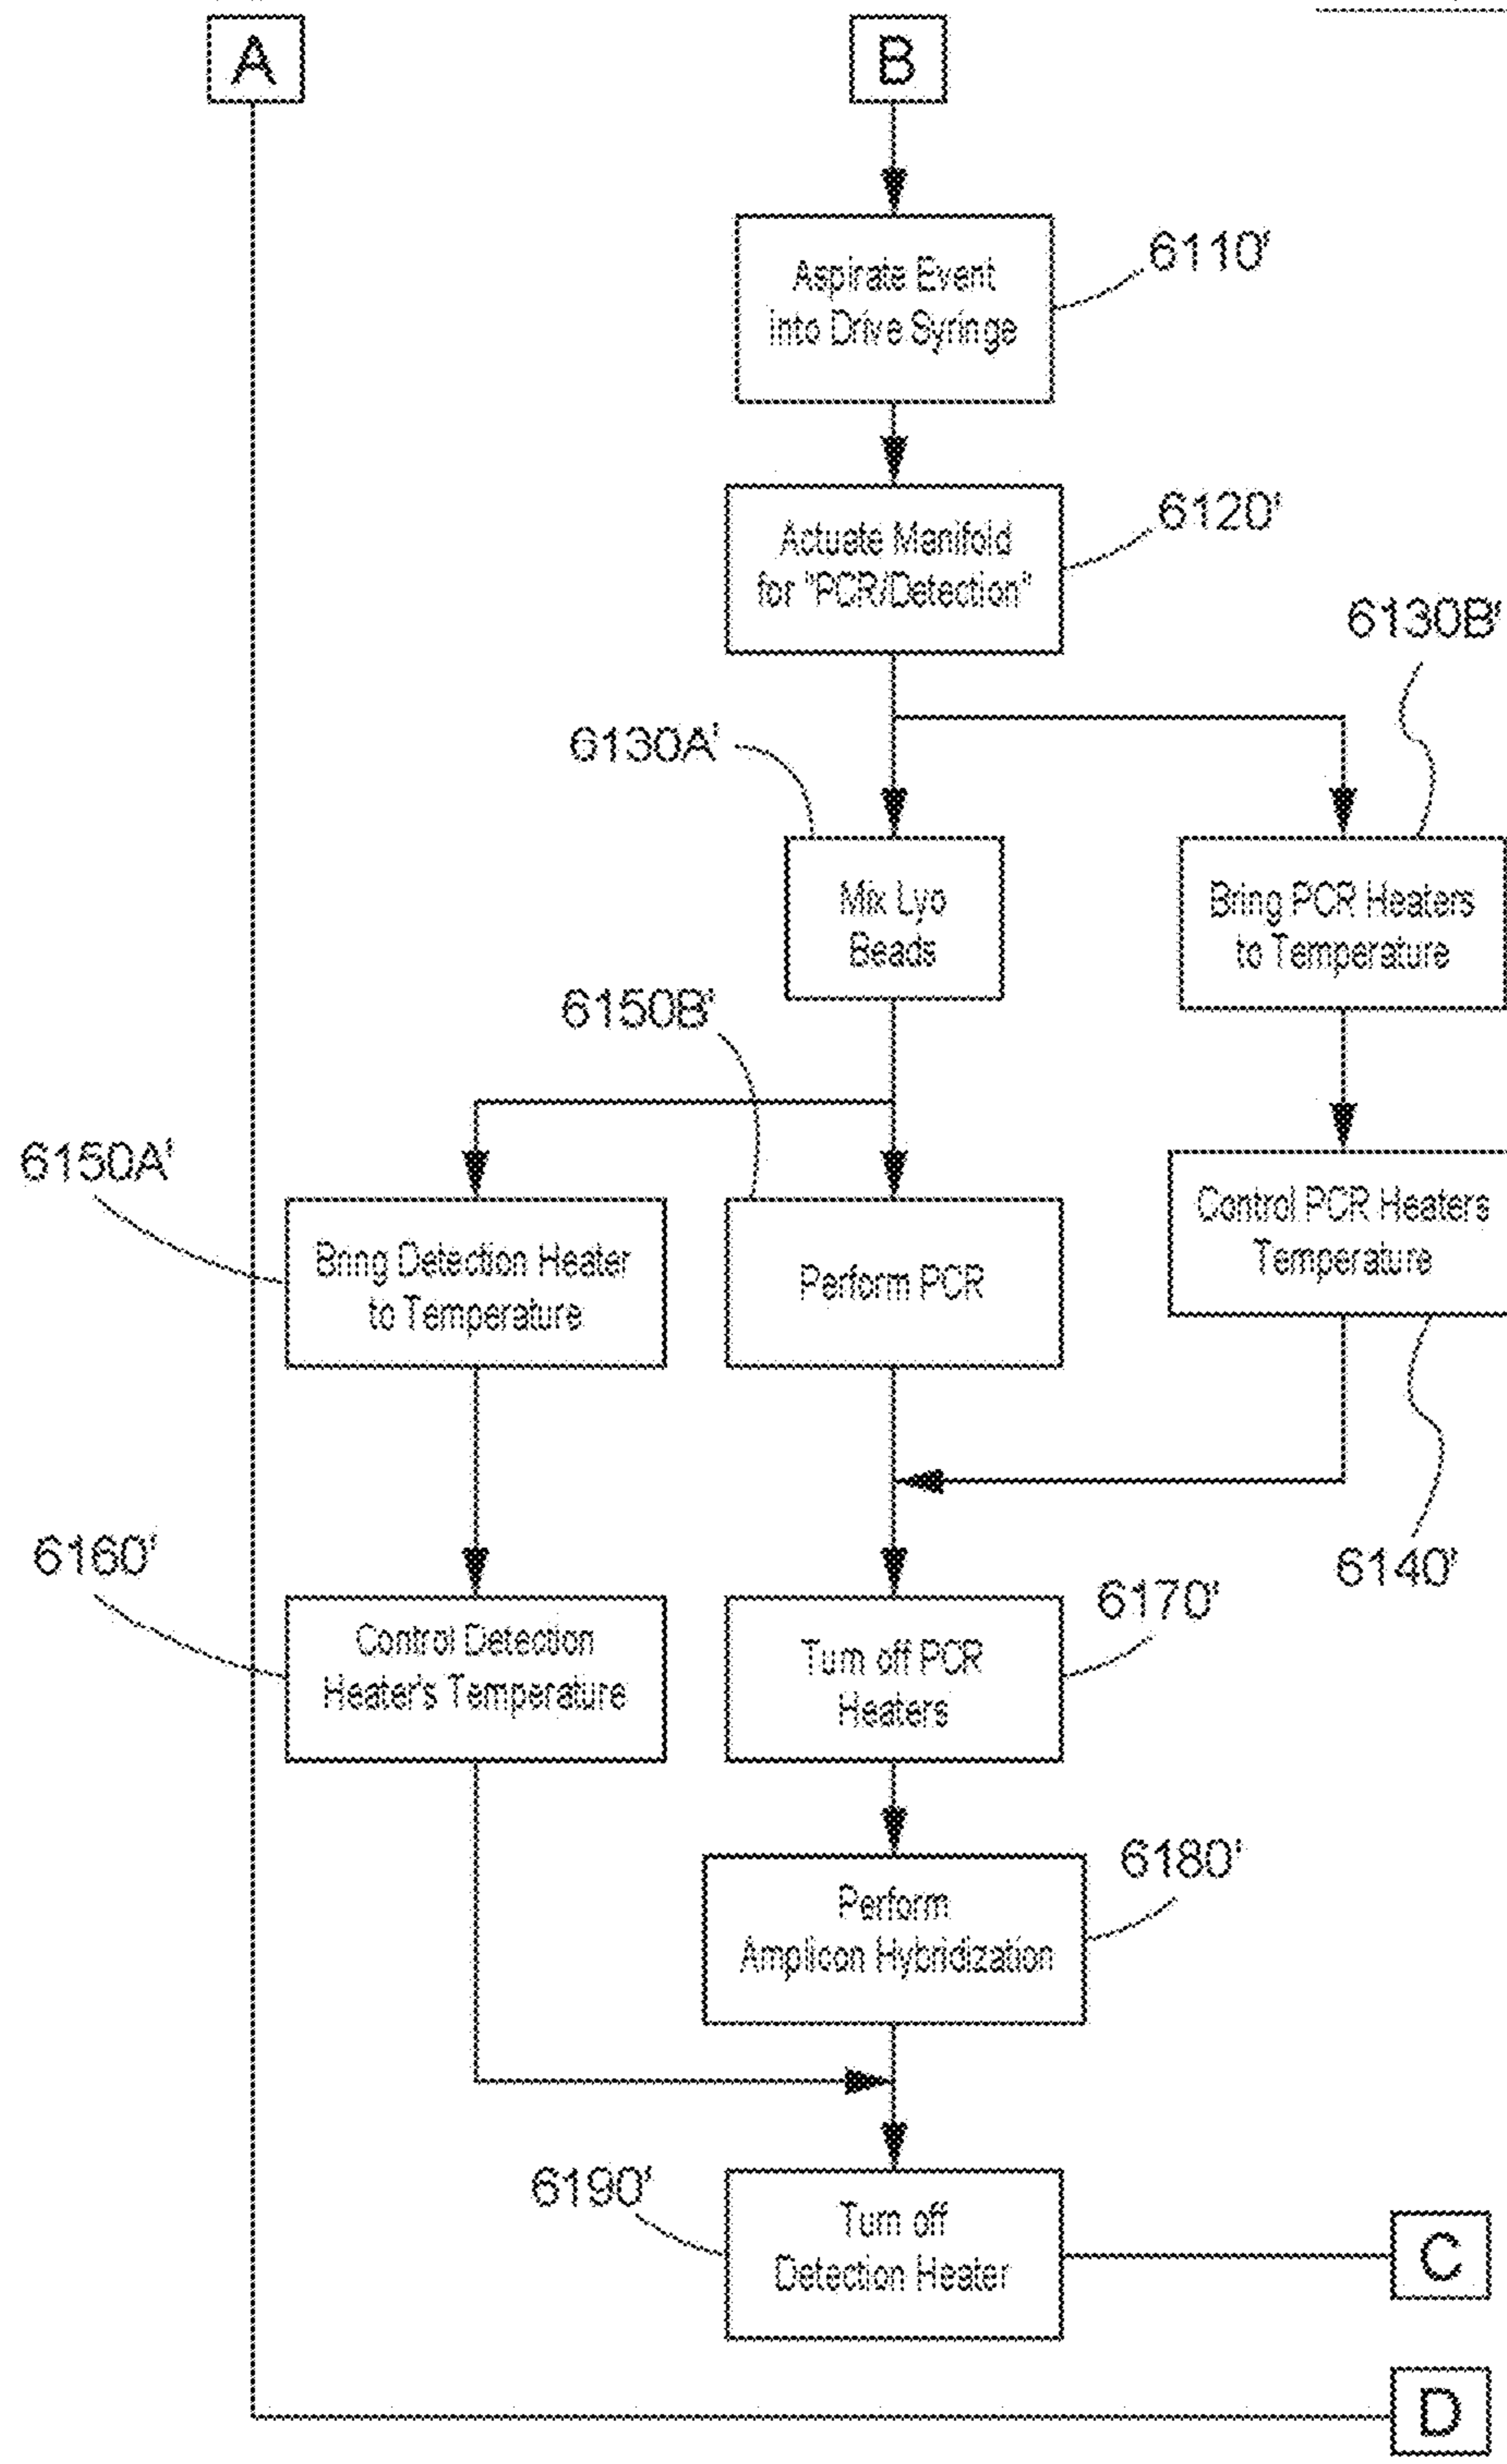 A
B
Aspirate Event
into Drive Syringe
6110'
Actuate Manifold
for "PCR/Detection"
6120'
6130B'
6130A'
Mix Lyo
Beads
Bring PCR Heaters
to Temperature
6150B'
6150A'
Bring Detection Heater
to Temperature
Perform PCR
Control PCR Heaters
Temperature
6160'
6140'
Control Detection
Heater's Temperature
Turn off PCR
Heaters
6170'
Perform
Amplicon Hybridization
6180'
6190'
Turn off
Detection Heater
C
D